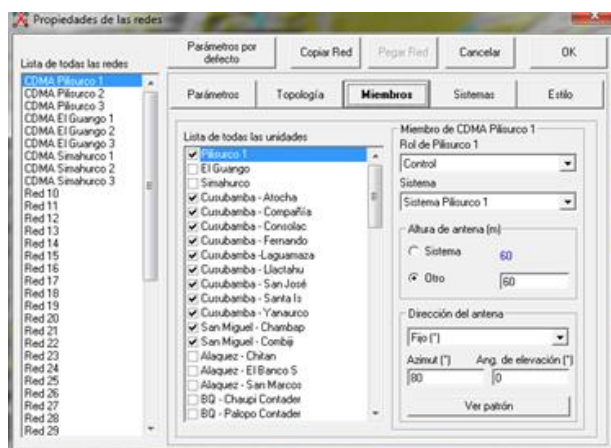 Propiedades de las redes
Lista de todas las redes
CDMA Pilisurco 1
CDMA Pilisurco 2
CDMA Pilisurco 3
CDMA El Guango 1
CDMA El Guango 2
CDMA El Guango 3
CDMA Simahurco 1
CDMA Simahurco 2
CDMA Simahurco 3
Red 10
Red 11
Red 12
Red 13
Red 14
Red 15
Red 16
Red 17
Red 18
Red 19
Red 20
Red 21
Red 22
Red 23
Red 24
Red 25
Red 26
Red 27
Red 28
Red 29
Parámetros por defecto
Copiar Red
Pegar Red
Cancelar
OK
Parámetros
Topología
Miembros
Sistemas
Estilo
Lista de todas las unidades
Pilisurco 1
El Guango
Simahurco
Cusubamba - Atocha
Cusubamba - Compañía
Cusubamba - Consolac
Cusubamba - Fernando
Cusubamba -Laguamaza
Cusubamba - Llactahu
Cusubamba - San José
Cusubamba - Santa Is
Cusubamba - Yanaurco
San Miguel - Chambap
San Miguel - Combiji
Alaquez - Chitan
Alaquez - El Banco S
Alaquez - San Marcos
BQ - Chaupi Contader
BQ - Palopo Contader
Miembro de CDMA Pilisurco 1
Rol de Pilisurco 1
Control
Sistema
Sistema Pilisurco 1
Altura de antena (m)
Sistema 60
Otro 60
Dirección del antena
Fijo (°)
Azimut (°) Ang. de elevación (°)
80 0
Ver patrón